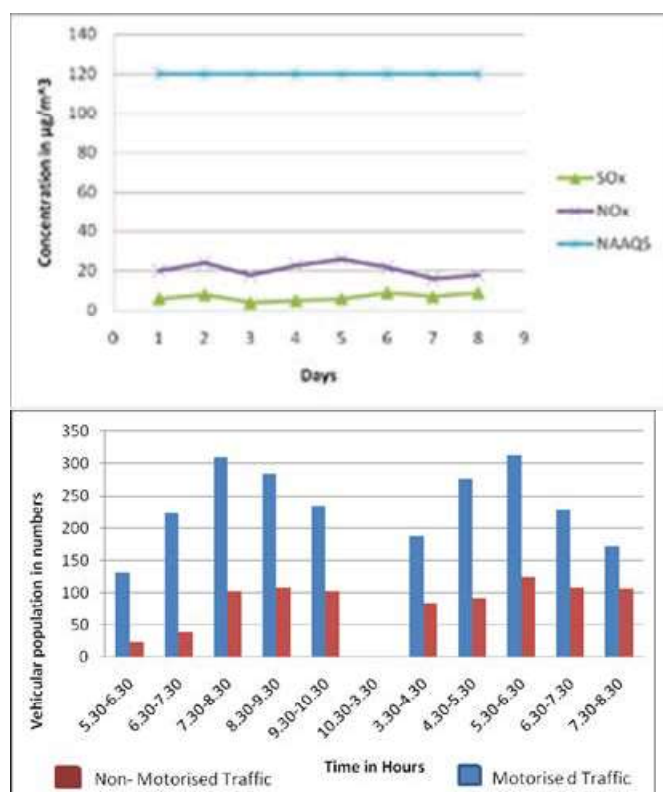 140
120
100
80
60
40
20
0
Concentration in µg/m^3
0 1 2 3 4 5 6 7 8 9
Days
SOx
NOx
NAAQS
350
300
250
200
150
100
50
0
Vehicular population in numbers
5.30-6.30
6.30-7.30
7.30-8.30
8.30-9.30
9.30-10.30
10.30-3.30
3.30-4.30
4.30-5.30
5.30-6.30
6.30-7.30
7.30-8.30
Time in Hours
Non- Motorised Traffic
Motorised Traffic